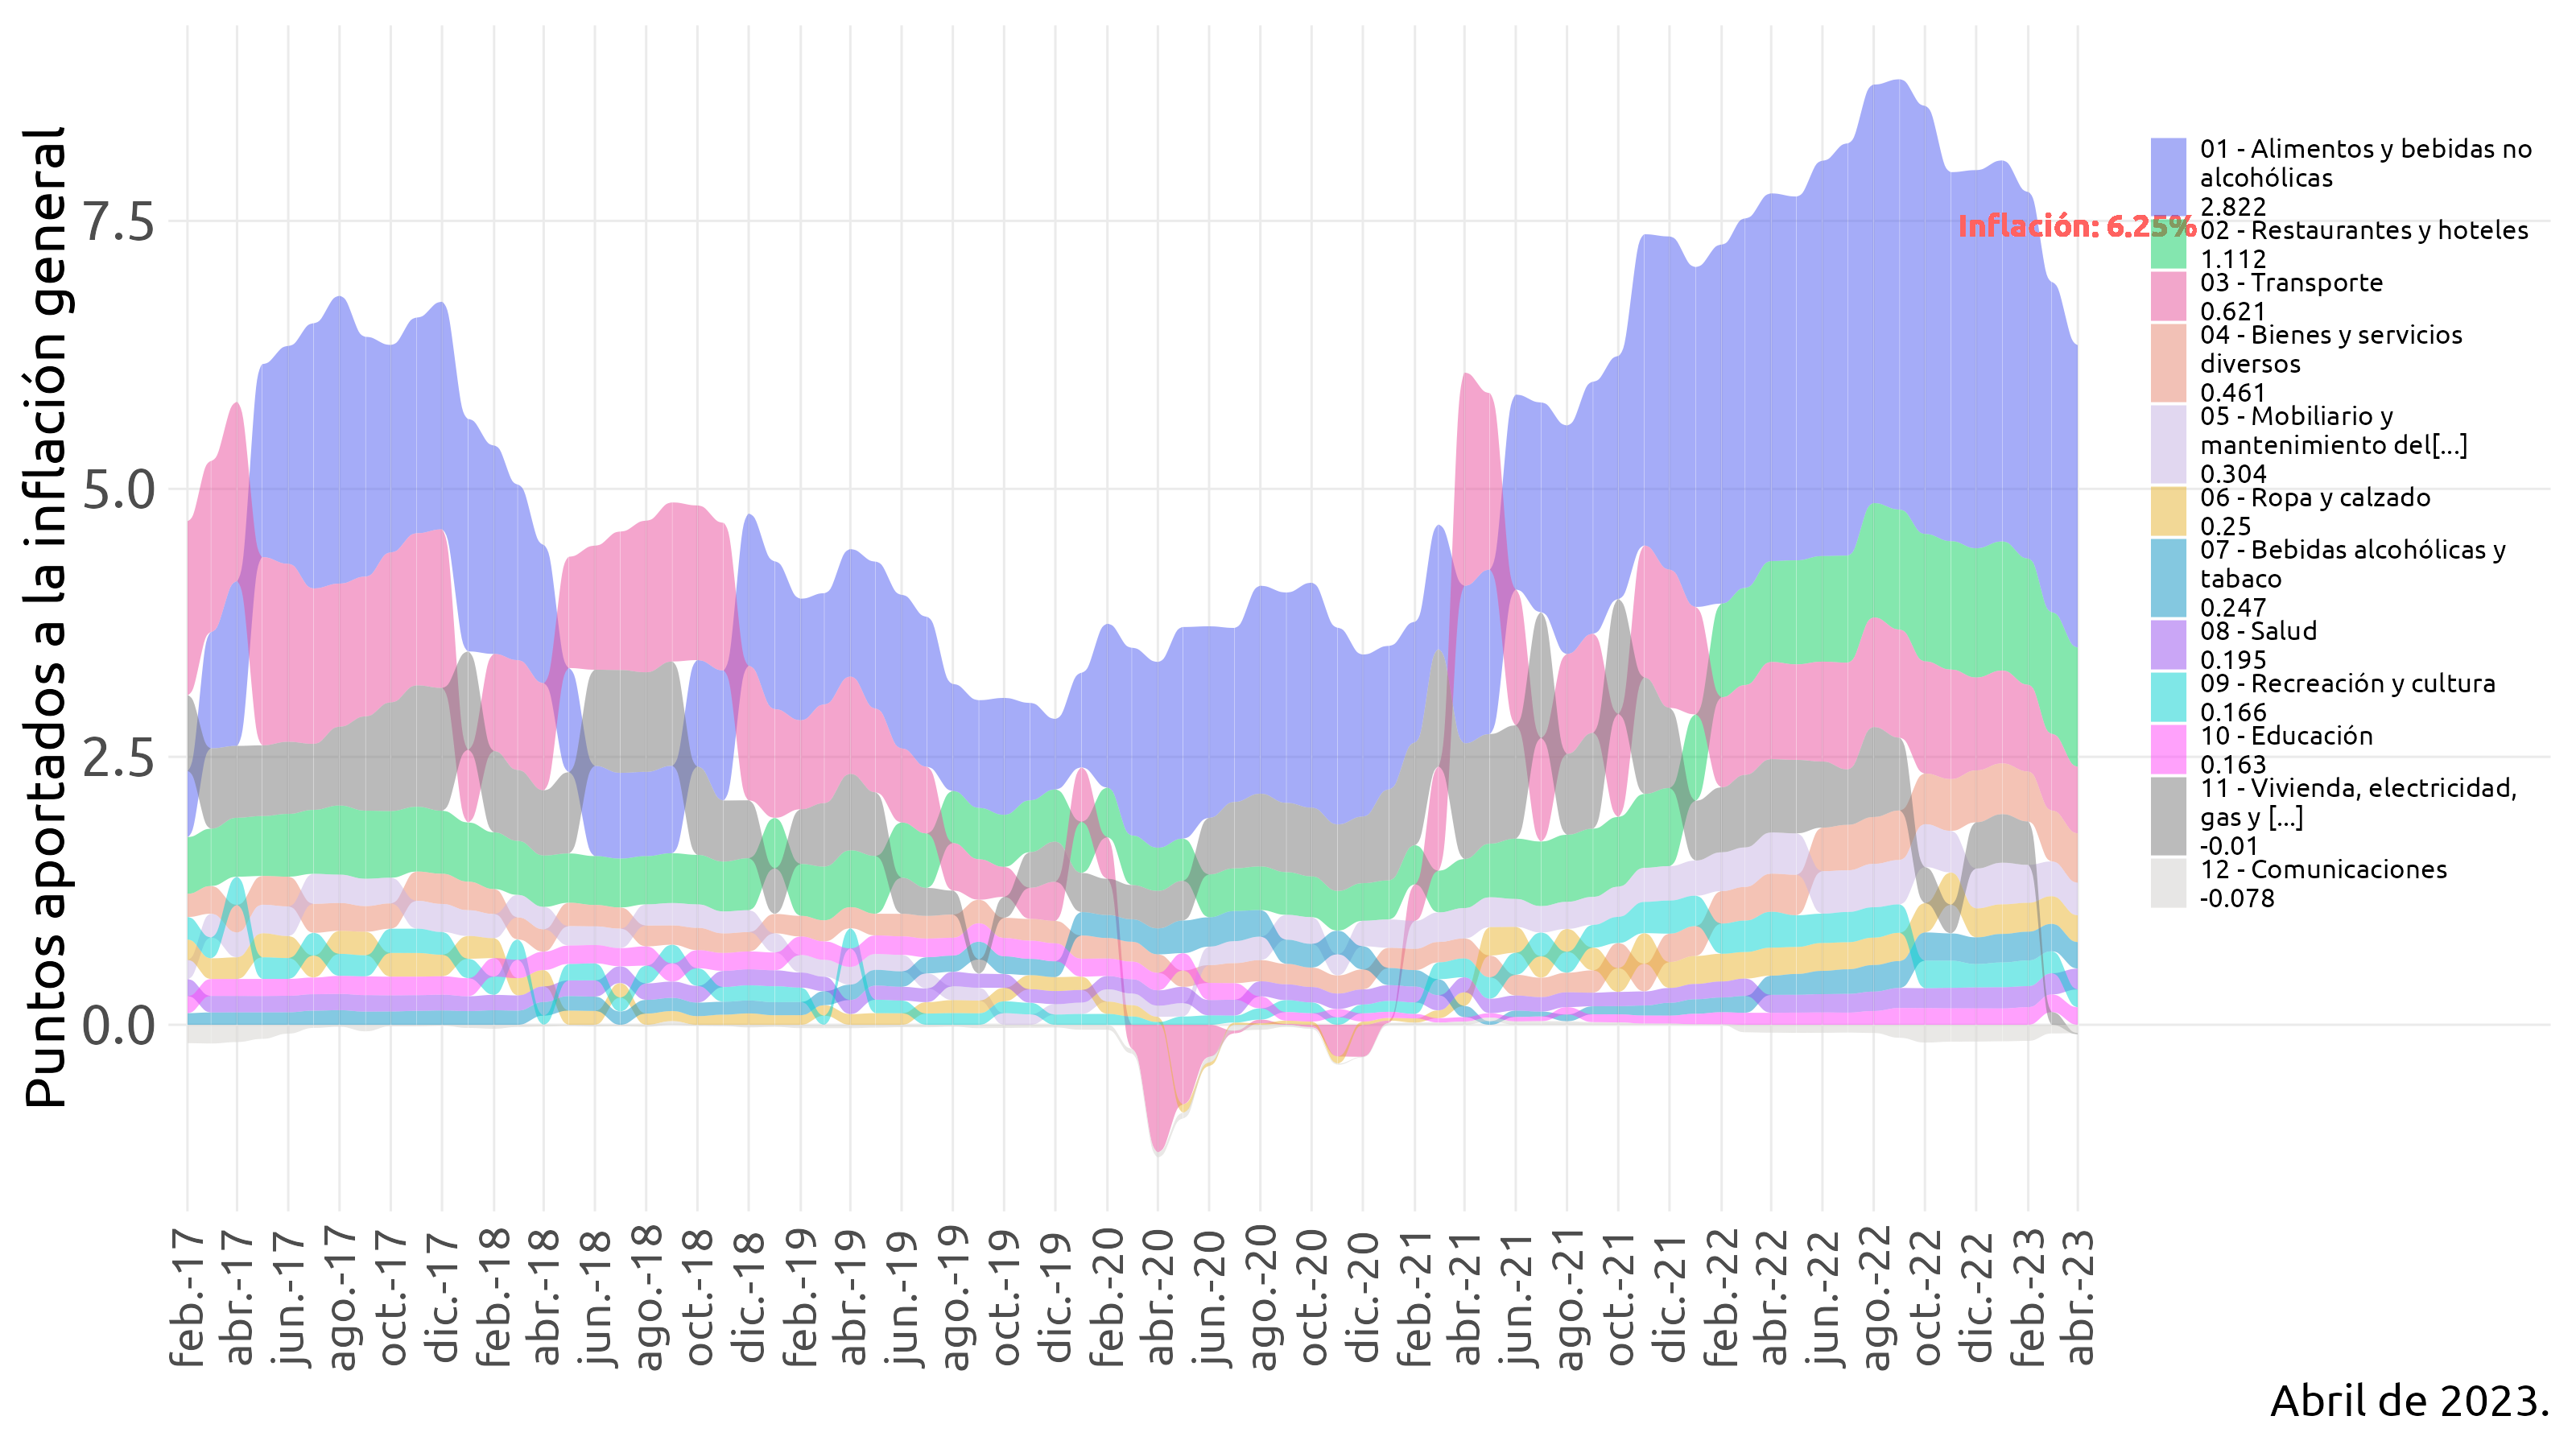 Puntos aportados a la inflación general
7.5
5.0
2.5
0.0
Inflación: 6.25%
01 - Alimentos y bebidas no
alcohólicas
2.822
02 - Restaurantes y hoteles
1.112
03 - Transporte
0.621
04 - Bienes y servicios
diversos
0.461
05 - Mobiliario y
mantenimiento del[...]
0.304
06 - Ropa y calzado
0.25
07 - Bebidas alcohólicas y
tabaco
0.247
08 - Salud
0.195
09 - Recreación y cultura
0.166
10 - Educación
0.163
11 - Vivienda, electricidad,
gas y [...]
-0.01
12 - Comunicaciones
-0.078
feb.-17
abr.-17
jun.-17
ago.-17
oct.-17
dic.-17
feb.-18
abr.-18
jun.-18
ago.-18
oct.-18
dic.-18
feb.-19
abr.-19
jun.-19
ago.-19
oct.-19
dic.-19
feb.-20
abr.-20
jun.-20
ago.-20
oct.-20
dic.-20
feb.-21
abr.-21
jun.-21
ago.-21
oct.-21
dic.-21
feb.-22
abr.-22
jun.-22
ago.-22
oct.-22
dic.-22
feb.-23
abr.-23
Abril de 2023.